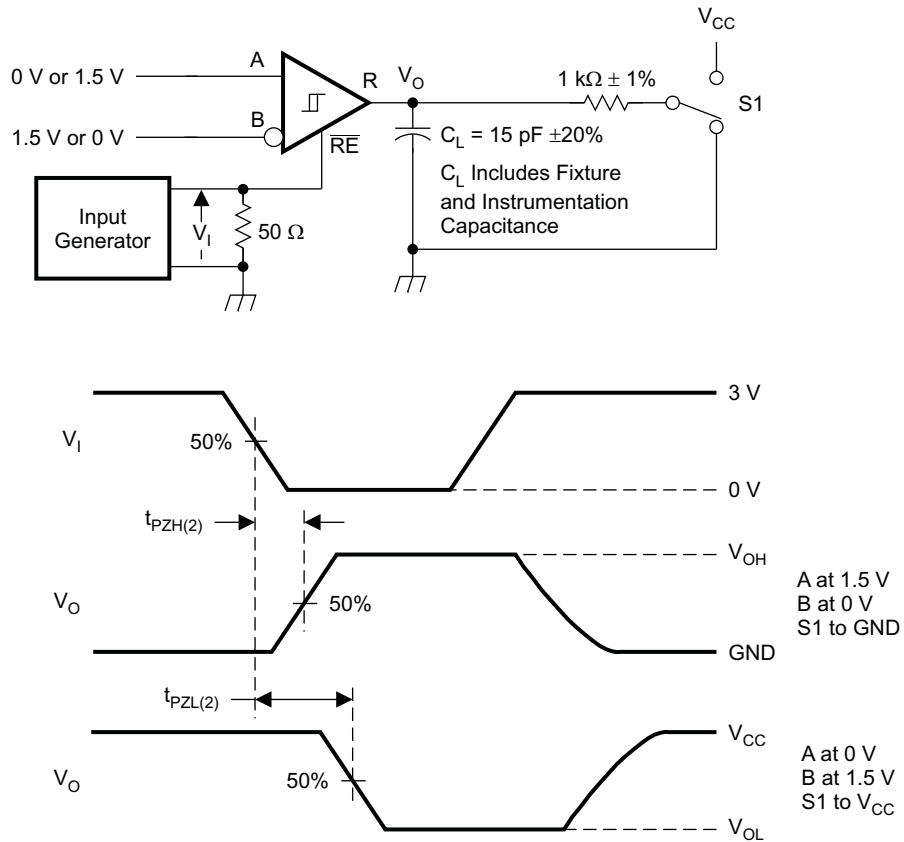 V_CC
A
0 V or 1.5 V
R
V_O
1 kΩ ± 1%
S1
B
1.5 V or 0 V
RE
C_L = 15 pF ±20%
C_L Includes Fixture
and Instrumentation
Capacitance
Input
Generator
V_I
50 Ω
3 V
V_I
50%
0 V
t_PZH(2)
V_OH
A at 1.5 V
B at 0 V
S1 to GND
V_O
50%
GND
t_PZL(2)
V_CC
A at 0 V
B at 1.5 V
S1 to V_CC
V_O
50%
V_OL